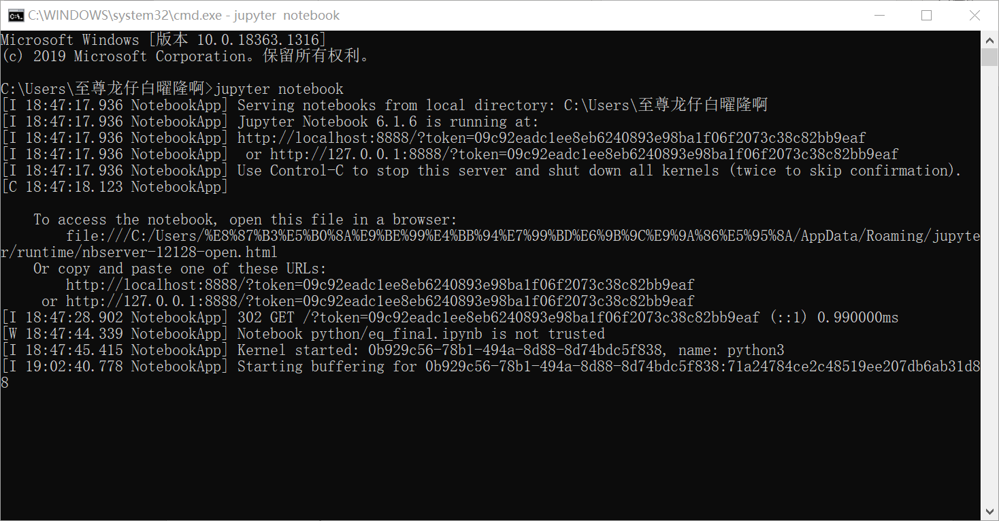 C:\WINDOWS\system32\cmd.exe - jupyter  notebook
Microsoft Windows [版本 10.0.18363.1316]
(c) 2019 Microsoft Corporation。保留所有权利。
C:\Users\至尊龙仔白曜隆啊>jupyter notebook
[I 18:47:17.936 NotebookApp] Serving notebooks from local directory: C:\Users\至尊龙仔白曜隆啊
[I 18:47:17.936 NotebookApp] Jupyter Notebook 6.1.6 is running at:
[I 18:47:17.936 NotebookApp] http://localhost:8888/?token=09c92eadc1ee8eb6240893e98ba1f06f2073c38c82bb9eaf
[I 18:47:17.936 NotebookApp]  or http://127.0.0.1:8888/?token=09c92eadc1ee8eb6240893e98ba1f06f2073c38c82bb9eaf
[I 18:47:17.936 NotebookApp] Use Control-C to stop this server and shut down all kernels (twice to skip confirmation).
[C 18:47:18.123 NotebookApp]
    To access the notebook, open this file in a browser:
        file:///C:/Users/%E8%87%B3%E5%B0%8A%E9%BE%99%E4%BB%94%E7%99%BD%E6%9B%9C%E9%9A%86%E5%95%8A/AppData/Roaming/jupyte
r/runtime/nbserver-12128-open.html
    Or copy and paste one of these URLs:
        http://localhost:8888/?token=09c92eadc1ee8eb6240893e98ba1f06f2073c38c82bb9eaf
     or http://127.0.0.1:8888/?token=09c92eadc1ee8eb6240893e98ba1f06f2073c38c82bb9eaf
[I 18:47:28.902 NotebookApp] 302 GET /?token=09c92eadc1ee8eb6240893e98ba1f06f2073c38c82bb9eaf (::1) 0.990000ms
[W 18:47:44.339 NotebookApp] Notebook python/eq_final.ipynb is not trusted
[I 18:47:45.415 NotebookApp] Kernel started: 0b929c56-78b1-494a-8d88-8d74bdc5f838, name: python3
[I 19:02:40.778 NotebookApp] Starting buffering for 0b929c56-78b1-494a-8d88-8d74bdc5f838:71a24784ce2c48519ee207db6ab31d8
8